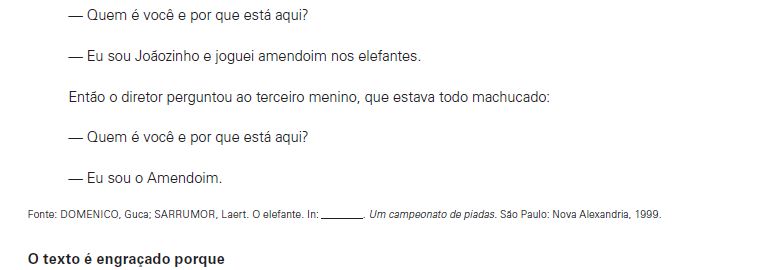 — Quem é você e por que está aqui?
— Eu sou Joãozinho e joguei amendoim nos elefantes.
Então o diretor perguntou ao terceiro menino, que estava todo machucado:
— Quem é você e por que está aqui?
— Eu sou o Amendoim.
Fonte: DOMENICO, Guca; SARRUMOR, Laert. O elefante. In: ________. Um campeonato de piadas. São Paulo: Nova Alexandria, 1999.
O texto é engraçado porque